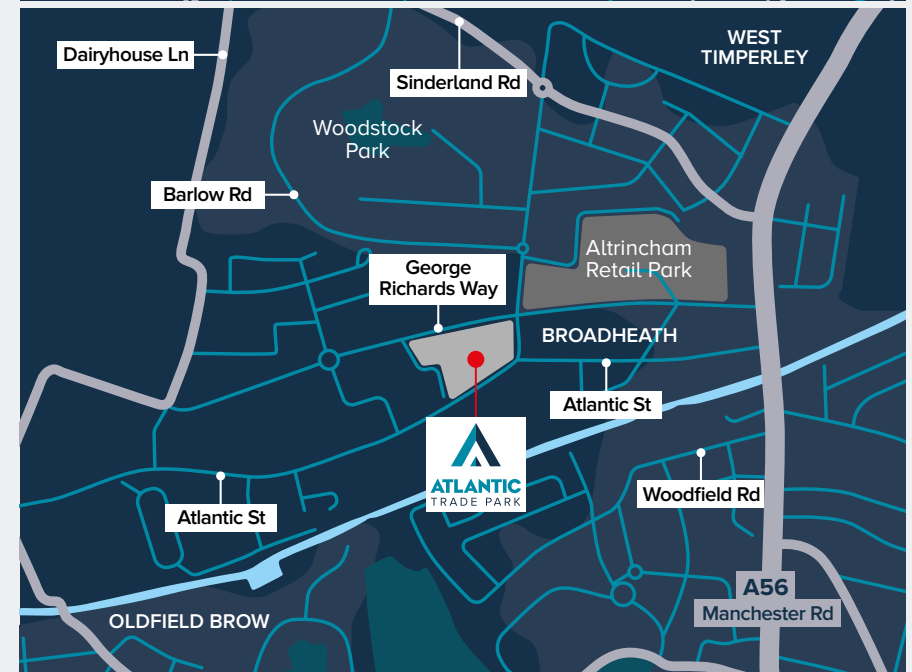 WEST
TIMPERLEY
Dairyhouse Ln
Sinderland Rd
Woodstock
Park
Barlow Rd
Altrincham
Retail Park
George
Richards Way
BROADHEATH
Atlantic St
ATLANTIC
TRADE PARK
Woodfield Rd
Atlantic St
A56
Manchester Rd
OLDFIELD BROW